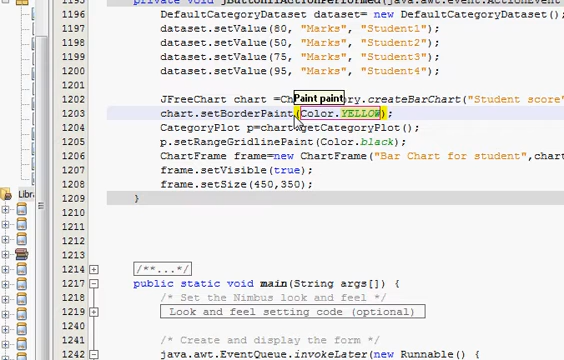 1195 private void jButton11ActionPerformed(java.awt.event.ActionEvent
1196 DefaultCategoryDataset dataset= new DefaultCategoryDataset();
1197 dataset.setValue(80, "Marks", "Student1");
1198 dataset.setValue(50, "Marks", "Student2");
1199 dataset.setValue(75, "Marks", "Student3");
1200 dataset.setValue(95, "Marks", "Student4");
1201
Paint paint
1202 JFreeChart chart =Ch ry.createBarChart("Student score"
1203 chart.setBorderPaint(Color.YELLOW);
1204 CategoryPlot p=chart.getCategoryPlot();
1205 p.setRangeGridlinePaint(Color.black);
1206 ChartFrame frame=new ChartFrame("Bar Chart for student",chart
1207 frame.setVisible(true);
1208 frame.setSize(450,350);
1209 }
1210
1211
1212
1213
1214 /**...*/
1217 public static void main(String args[]) {
1218 /* Set the Nimbus look and feel */
1219 Look and feel setting code (optional)
1240
1241 /* Create and display the form */
1242 java.awt.EventQueue.invokeLater(new Runnable() {
Libr